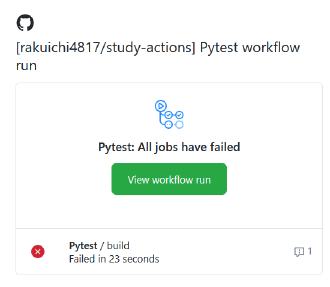 [rakuichi4817/study-actions] Pytest workflow
run
Pytest: All jobs have failed
View workflow run
Pytest / build
Failed in 23 seconds
1